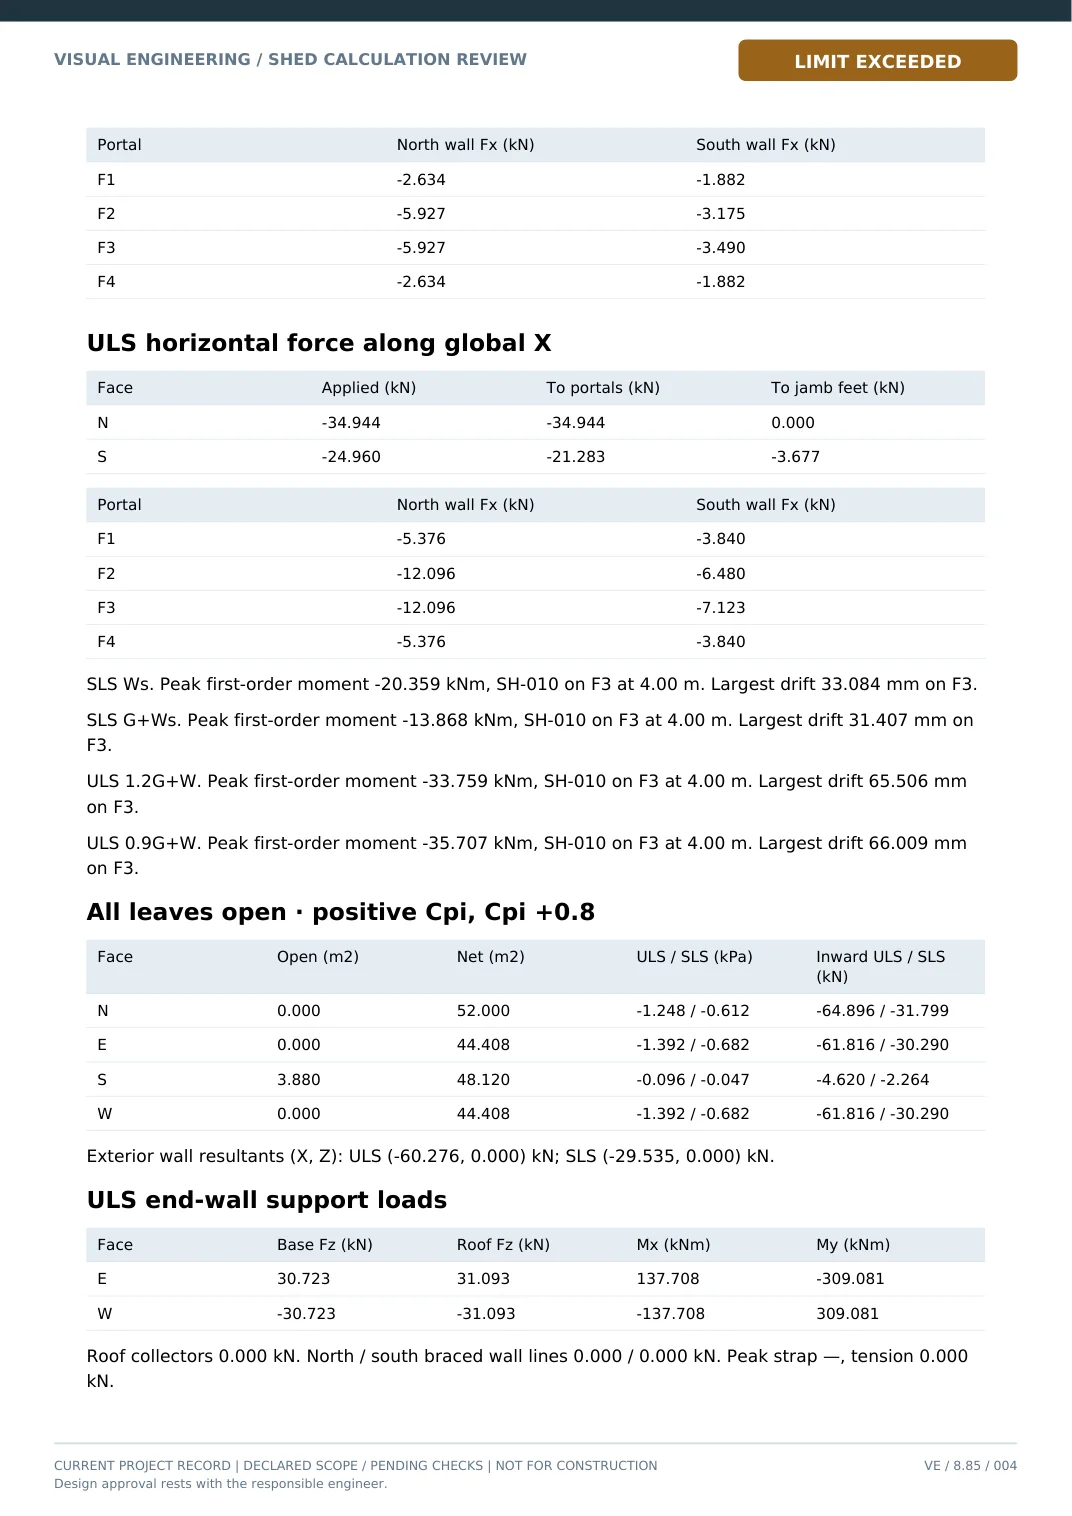 VISUAL ENGINEERING / SHED CALCULATION REVIEW
LIMIT EXCEEDED
Portal North wall Fx (kN) South wall Fx (kN)
F1 -2.634 -1.882
F2 -5.927 -3.175
F3 -5.927 -3.490
F4 -2.634 -1.882
ULS horizontal force along global X
Face Applied (kN) To portals (kN) To jamb feet (kN)
N -34.944 -34.944 0.000
S -24.960 -21.283 -3.677
Portal North wall Fx (kN) South wall Fx (kN)
F1 -5.376 -3.840
F2 -12.096 -6.480
F3 -12.096 -7.123
F4 -5.376 -3.840
SLS Ws. Peak first-order moment -20.359 kNm, SH-010 on F3 at 4.00 m. Largest drift 33.084 mm on F3.
SLS G+Ws. Peak first-order moment -13.868 kNm, SH-010 on F3 at 4.00 m. Largest drift 31.407 mm on
F3.
ULS 1.2G+W. Peak first-order moment -33.759 kNm, SH-010 on F3 at 4.00 m. Largest drift 65.506 mm
on F3.
ULS 0.9G+W. Peak first-order moment -35.707 kNm, SH-010 on F3 at 4.00 m. Largest drift 66.009 mm
on F3.
All leaves open · positive Cpi, Cpi +0.8
Face Open (m2) Net (m2) ULS / SLS (kPa) Inward ULS / SLS
(kN)
N 0.000 52.000 -1.248 / -0.612 -64.896 / -31.799
E 0.000 44.408 -1.392 / -0.682 -61.816 / -30.290
S 3.880 48.120 -0.096 / -0.047 -4.620 / -2.264
W 0.000 44.408 -1.392 / -0.682 -61.816 / -30.290
Exterior wall resultants (X, Z): ULS (-60.276, 0.000) kN; SLS (-29.535, 0.000) kN.
ULS end-wall support loads
Face Base Fz (kN) Roof Fz (kN) Mx (kNm) My (kNm)
E 30.723 31.093 137.708 -309.081
W -30.723 -31.093 -137.708 309.081
Roof collectors 0.000 kN. North / south braced wall lines 0.000 / 0.000 kN. Peak strap —, tension 0.000
kN.
CURRENT PROJECT RECORD | DECLARED SCOPE / PENDING CHECKS | NOT FOR CONSTRUCTION
VE / 8.85 / 004
Design approval rests with the responsible engineer.